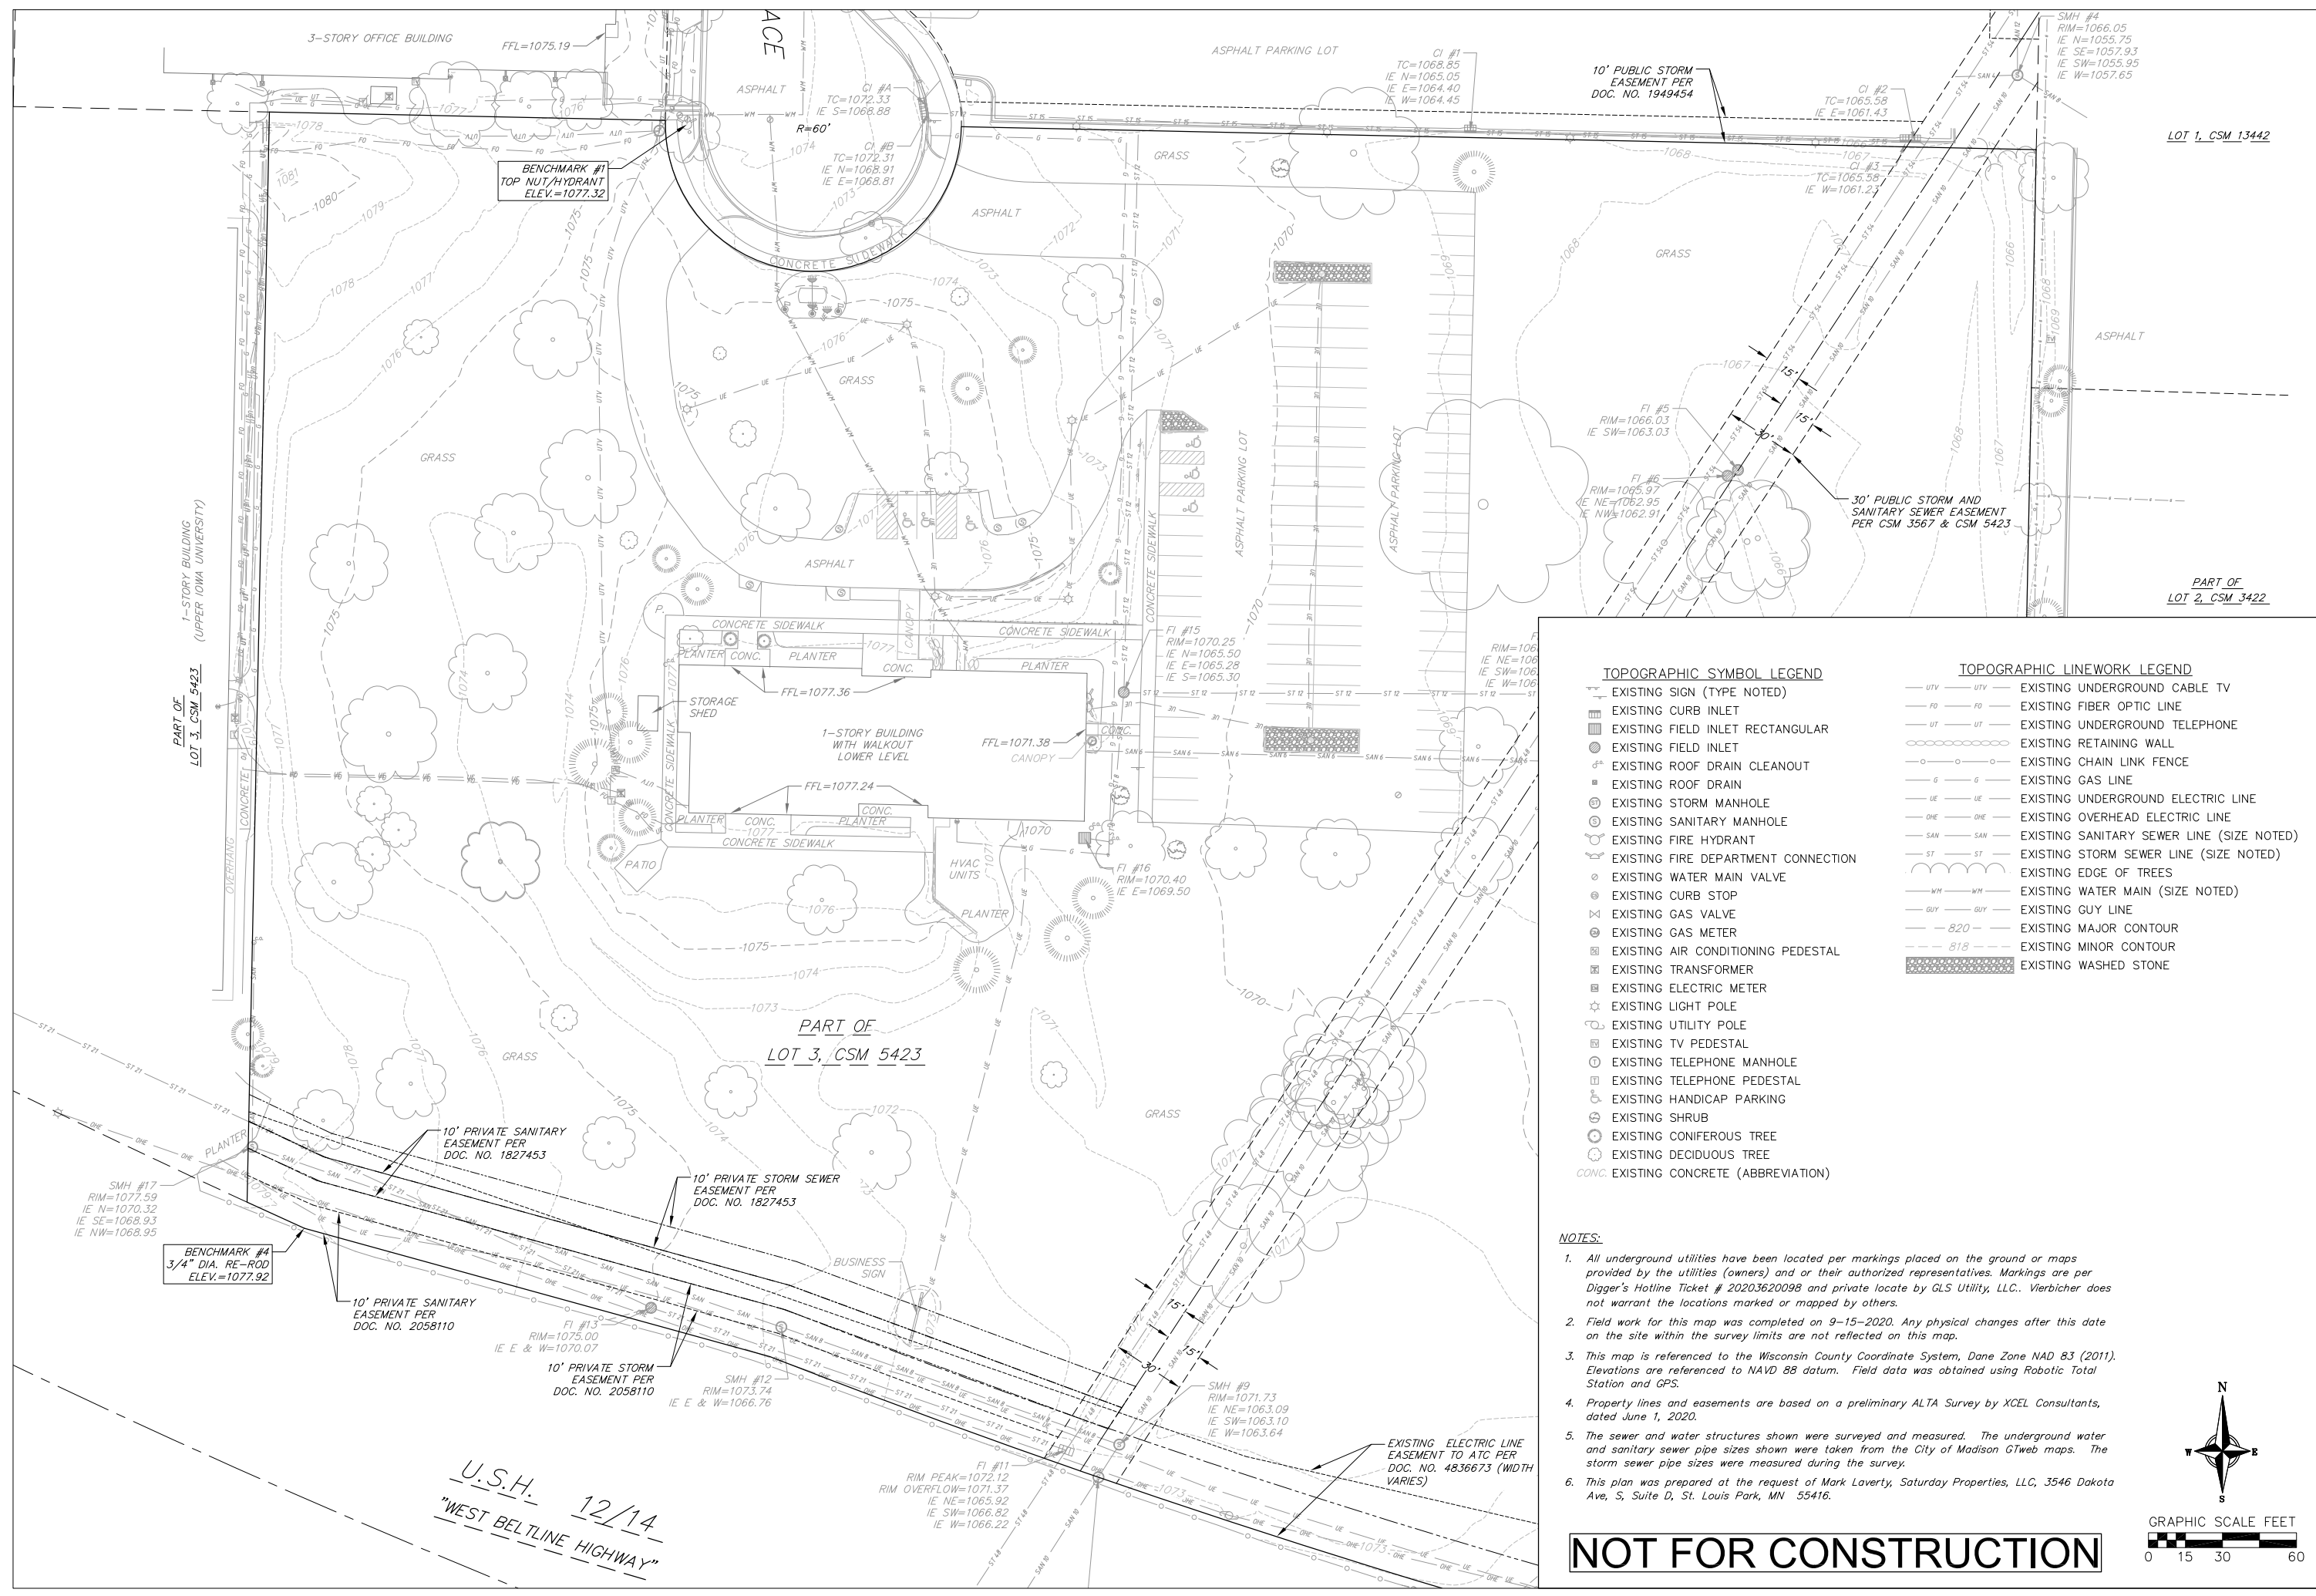 ACE
3-STORY OFFICE BUILDING
FFL=1075.19
ASPHALT
R=60'
CI #A
TC=1072.33
IE S=1068.88
CI #B
TC=1072.31
IE N=1068.91
IE E=1068.81
BENCHMARK #1
TOP NUT/HYDRANT
ELEV.=1077.32
CONCRETE SIDEWALK
ASPHALT PARKING LOT
CI #1
TC=1068.85
IE N=1065.05
IE E=1064.40
IE W=1064.45
10' PUBLIC STORM
EASEMENT PER
DOC. NO. 1949454
CI #2
TC=1065.58
IE E=1061.43
CI #3
TC=1065.58
IE W=1061.23
SMH #4
RIM=1066.05
IE N=1055.75
IE SE=1057.93
IE SW=1055.95
IE W=1057.65
LOT 1, CSM 13442
GRASS
ASPHALT
GRASS
ASPHALT
GRASS
GRASS
FI #5
RIM=1066.03
IE SW=1063.03
FI #6
RIM=1065.97
IE NE=1062.95
IE NW=1062.91
15'
15'
30'
30' PUBLIC STORM AND
SANITARY SEWER EASEMENT
PER CSM 3567 & CSM 5423
PART OF
LOT 2, CSM 3422
1-STORY BUILDING
(UPPER IOWA UNIVERSITY)
PART OF
LOT 3, CSM 5423
OVERHANG
CONCRETE
ASPHALT
ASPHALT PARKING LOT
ASPHALT PARKING LOT
CONCRETE SIDEWALK
P.
CONCRETE SIDEWALK
CANOPY
CONCRETE SIDEWALK
PLANTER
CONC.
PLANTER
CONC.
PLANTER
FFL=1077.36
STORAGE
SHED
1-STORY BUILDING
WITH WALKOUT
LOWER LEVEL
FFL=1071.38
CANOPY
CONC.
FFL=1077.24
CONCRETE SIDEWALK
PLANTER
CONC.
CONC.
PLANTER
CONCRETE SIDEWALK
PATIO
HVAC
UNITS
PLANTER
FI #15
RIM=1070.25
IE N=1065.50
IE E=1065.28
IE S=1065.30
FI #16
RIM=1070.40
IE E=1069.50
PART OF
LOT 3, CSM 5423
GRASS
GRASS
PLANTER
10' PRIVATE SANITARY
EASEMENT PER
DOC. NO. 1827453
10' PRIVATE STORM SEWER
EASEMENT PER
DOC. NO. 1827453
SMH #17
RIM=1077.59
IE N=1070.32
IE SE=1068.93
IE NW=1068.95
BENCHMARK #4
3/4" DIA. RE-ROD
ELEV.=1077.92
10' PRIVATE SANITARY
EASEMENT PER
DOC. NO. 2058110
FI #13
RIM=1075.00
IE E & W=1070.07
10' PRIVATE STORM
EASEMENT PER
DOC. NO. 2058110
SMH #12
RIM=1073.74
IE E & W=1066.76
BUSINESS
SIGN
15'
15'
30'
SMH #9
RIM=1071.73
IE NE=1063.09
IE SW=1063.10
IE W=1063.64
FI #11
RIM PEAK=1072.12
RIM OVERFLOW=1071.37
IE NE=1065.92
IE SW=1066.82
IE W=1066.22
EXISTING ELECTRIC LINE
EASEMENT TO ATC PER
DOC. NO. 4836673 (WIDTH
VARIES)
U.S.H. 12/14
"WEST BELTLINE HIGHWAY"
TOPOGRAPHIC SYMBOL LEGEND
EXISTING SIGN (TYPE NOTED)
EXISTING CURB INLET
EXISTING FIELD INLET RECTANGULAR
EXISTING FIELD INLET
EXISTING ROOF DRAIN CLEANOUT
EXISTING ROOF DRAIN
EXISTING STORM MANHOLE
EXISTING SANITARY MANHOLE
EXISTING FIRE HYDRANT
EXISTING FIRE DEPARTMENT CONNECTION
EXISTING WATER MAIN VALVE
EXISTING CURB STOP
EXISTING GAS VALVE
EXISTING GAS METER
EXISTING AIR CONDITIONING PEDESTAL
EXISTING TRANSFORMER
EXISTING ELECTRIC METER
EXISTING LIGHT POLE
EXISTING UTILITY POLE
EXISTING TV PEDESTAL
EXISTING TELEPHONE MANHOLE
EXISTING TELEPHONE PEDESTAL
EXISTING HANDICAP PARKING
EXISTING SHRUB
EXISTING CONIFEROUS TREE
EXISTING DECIDUOUS TREE
CONC. EXISTING CONCRETE (ABBREVIATION)
TOPOGRAPHIC LINEWORK LEGEND
UTV UTV EXISTING UNDERGROUND CABLE TV
FO FO EXISTING FIBER OPTIC LINE
UT UT EXISTING UNDERGROUND TELEPHONE
EXISTING RETAINING WALL
EXISTING CHAIN LINK FENCE
G G EXISTING GAS LINE
UE UE EXISTING UNDERGROUND ELECTRIC LINE
OHE OHE EXISTING OVERHEAD ELECTRIC LINE
SAN SAN EXISTING SANITARY SEWER LINE (SIZE NOTED)
ST ST EXISTING STORM SEWER LINE (SIZE NOTED)
EXISTING EDGE OF TREES
WM WM EXISTING WATER MAIN (SIZE NOTED)
GUY GUY EXISTING GUY LINE
820 EXISTING MAJOR CONTOUR
818 EXISTING MINOR CONTOUR
EXISTING WASHED STONE
NOTES:
1. All underground utilities have been located per markings placed on the ground or maps
provided by the utilities (owners) and or their authorized representatives. Markings are per
Digger's Hotline Ticket # 20203620098 and private locate by GLS Utility, LLC.. Vierbicher does
not warrant the locations marked or mapped by others.
2. Field work for this map was completed on 9-15-2020. Any physical changes after this date
on the site within the survey limits are not reflected on this map.
3. This map is referenced to the Wisconsin County Coordinate System, Dane Zone NAD 83 (2011).
Elevations are referenced to NAVD 88 datum. Field data was obtained using Robotic Total
Station and GPS.
4. Property lines and easements are based on a preliminary ALTA Survey by XCEL Consultants,
dated June 1, 2020.
5. The sewer and water structures shown were surveyed and measured. The underground water
and sanitary sewer pipe sizes shown were taken from the City of Madison GTweb maps. The
storm sewer pipe sizes were measured during the survey.
6. This plan was prepared at the request of Mark Laverty, Saturday Properties, LLC, 3546 Dakota
Ave, S, Suite D, St. Louis Park, MN 55416.
NOT FOR CONSTRUCTION
N
W E
S
GRAPHIC SCALE FEET
0 15 30 60